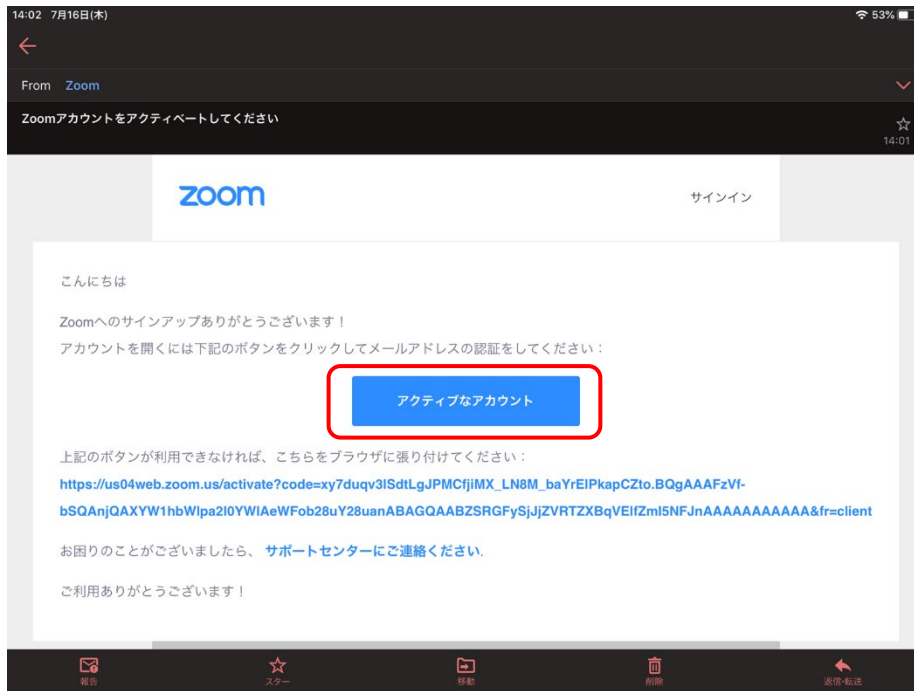 14:02 7月16日(木)
53%
From Zoom
Zoomアカウントをアクティベートしてください
14:01
zoom
サインイン
こんにちは
Zoomへのサインアップありがとうございます！
アカウントを開くには下記のボタンをクリックしてメールアドレスの認証をしてください：
アクティブなアカウント
上記のボタンが利用できなければ、こちらをブラウザに張り付けてください：
https://us04web.zoom.us/activate?code=xy7duqv3lSdtLgJPMCfjiMX_LN8M_baYrElPkapCZto.BQgAAAFzVf-
bSQAnjQAXYW1hbWlpa2l0YWlAeWFob28uY28uanABAGQAABZSRGFySjJjZVRTZXBqVElfZml5NFJnAAAAAAAAAAA&fr=client
お困りのことがございましたら、 サポートセンターにご連絡ください.
ご利用ありがとうございます！
報告 スター 移動 削除 返信・転送